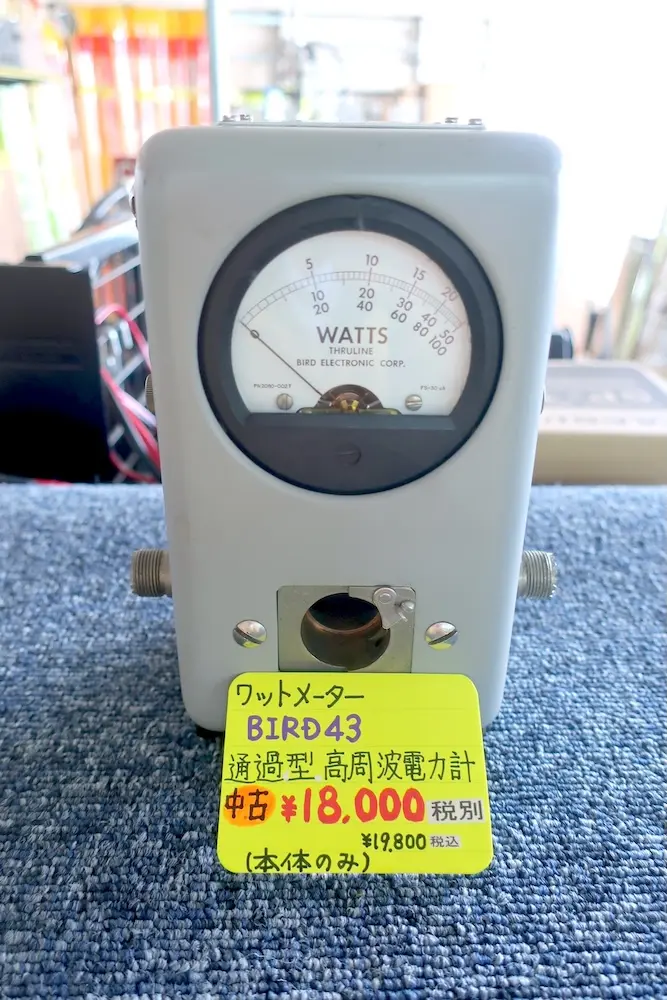 5 10 15 20
10 20 30 40 50
20 40 60 80 100
0
WATTS
THRULINE
BIRD ELECTRONIC CORP.
ワットメーター
BIRD43
通過型 高周波電力計
中古 ¥18,000 税別
¥19,800 税込
(本体のみ)